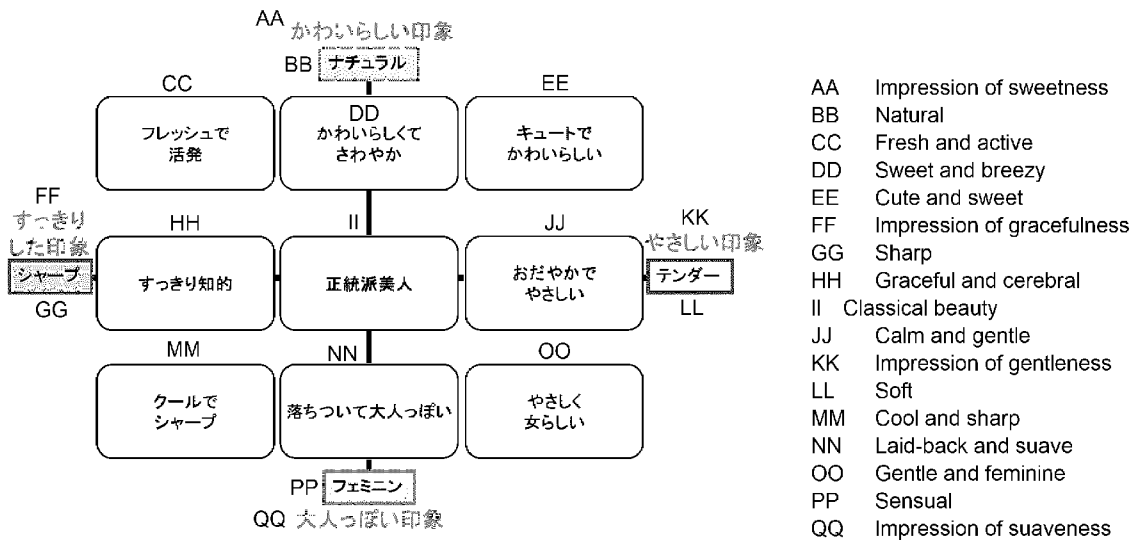 AA かわいらしい印象
BB ナチュラル
CC
DD
EE
フレッシュで
活発
かわいらしくて
さわやか
キュートで
かわいらしい
FF
すっきり
した印象
シャープ
GG
HH
II
JJ
KK
やさしい印象
テンダー
LL
すっきり知的
正統派美人
おだやかで
やさしい
MM
NN
OO
クールで
シャープ
落ちついて大人っぽい
やさしく
女らしい
PP フェミニン
QQ 大人っぽい印象
AA Impression of sweetness
BB Natural
CC Fresh and active
DD Sweet and breezy
EE Cute and sweet
FF Impression of gracefulness
GG Sharp
HH Graceful and cerebral
II Classical beauty
JJ Calm and gentle
KK Impression of gentleness
LL Soft
MM Cool and sharp
NN Laid-back and suave
OO Gentle and feminine
PP Sensual
QQ Impression of suaveness